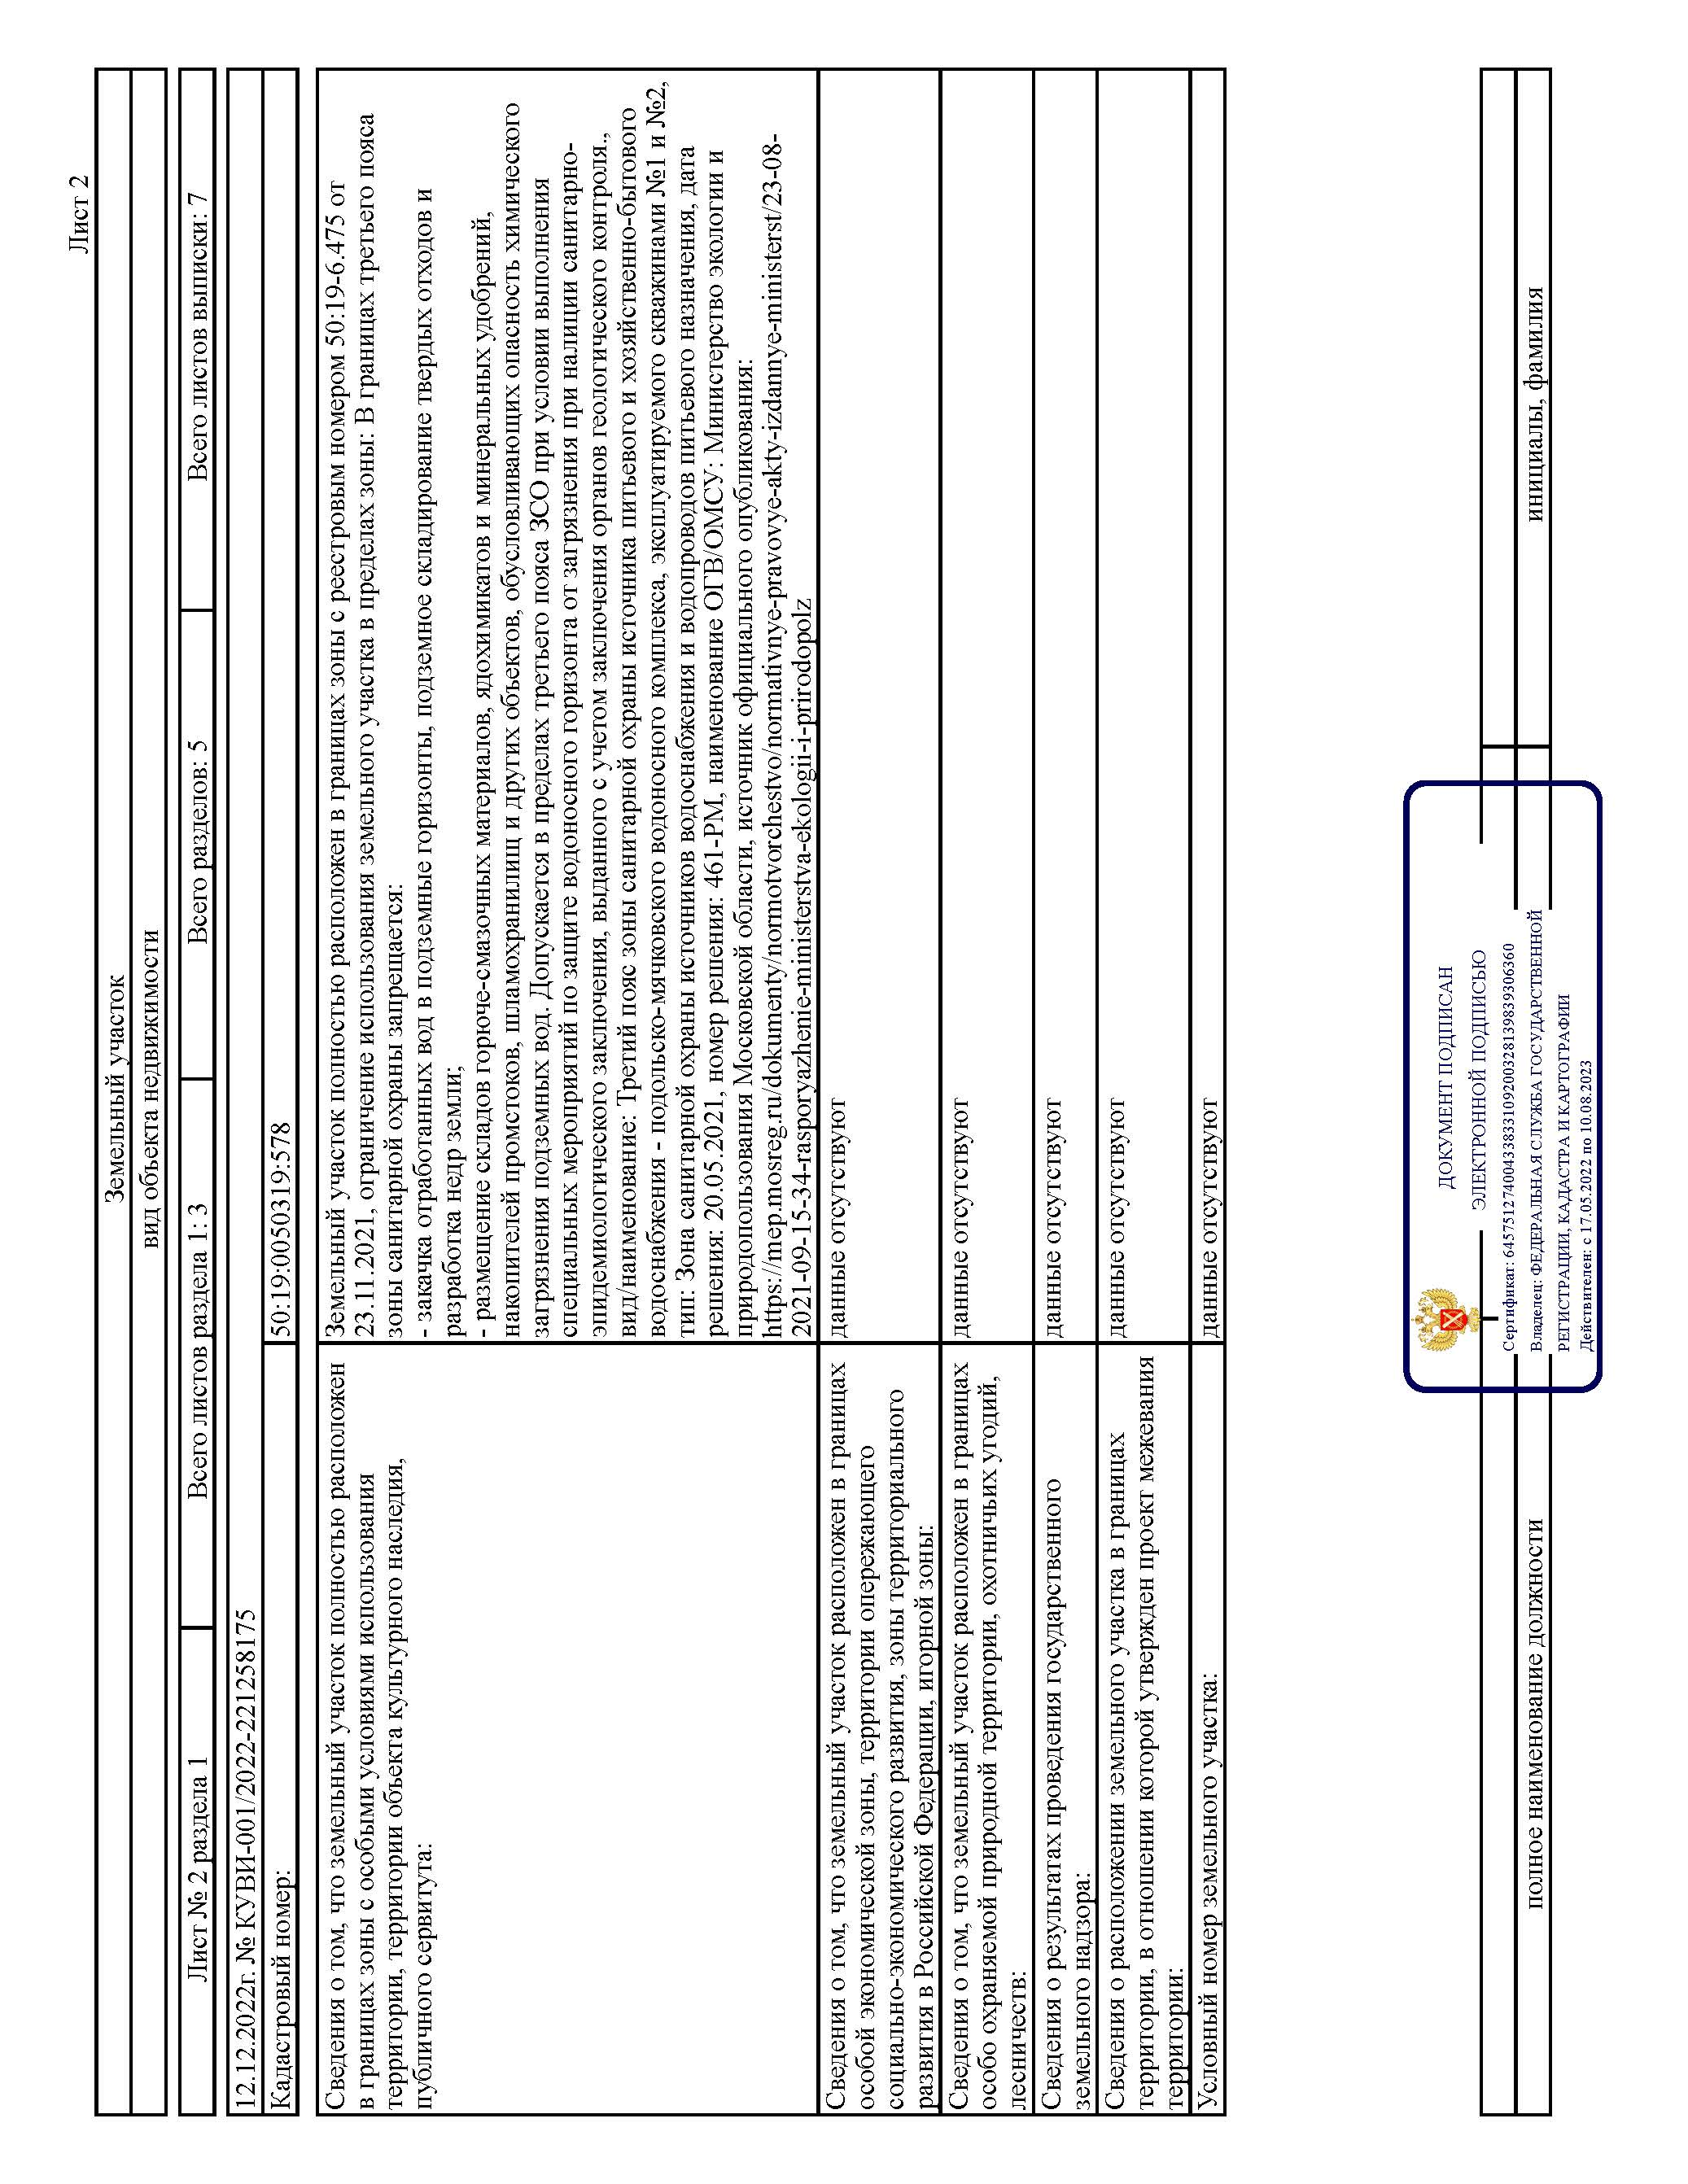 Лист 2
Земельный участок
вид объекта недвижимости
Лист № 2 раздела 1
Всего листов раздела 1: 3
Всего разделов: 5
Всего листов выписки: 7
12.12.2022г. № КУВИ-001/2022-221258175
Кадастровый номер:
50:19:0050319:578
Сведения о том, что земельный участок полностью расположен
в границах зоны с особыми условиями использования
территории, территории объекта культурного наследия,
публичного сервитута:
Земельный участок полностью расположен в границах зоны с реестровым номером 50:19-6.475 от
23.11.2021, ограничение использования земельного участка в пределах зоны: В границах третьего пояса
зоны санитарной охраны запрещается:
- закачка отработанных вод в подземные горизонты, подземное складирование твердых отходов и
разработка недр земли;
- размещение складов горюче-смазочных материалов, ядохимикатов и минеральных удобрений,
накопителей промстоков, шламохранилищ и других объектов, обусловливающих опасность химического
загрязнения подземных вод. Допускается в пределах третьего пояса ЗСО при условии выполнения
специальных мероприятий по защите водоносного горизонта от загрязнения при наличии санитарно-
эпидемиологического заключения, выданного с учетом заключения органов геологического контроля.,
вид/наименование: Третий пояс зоны санитарной охраны источника питьевого и хозяйственно-бытового
водоснабжения - подольско-мячковского водоносного комплекса, эксплуатируемого скважинами №1 и №2,
тип: Зона санитарной охраны источников водоснабжения и водопроводов питьевого назначения, дата
решения: 20.05.2021, номер решения: 461-РМ, наименование ОГВ/ОМСУ: Министерство экологии и
природопользования Московской области, источник официального опубликования:
https://mep.mosreg.ru/dokumenty/normotvorchestvo/normativnye-pravovye-akty-izdannye-ministerst/23-08-
2021-09-15-34-rasporyazhenie-ministerstva-ekologii-i-prirodopolz
Сведения о том, что земельный участок расположен в границах
особой экономической зоны, территории опережающего
социально-экономического развития, зоны территориального
развития в Российской Федерации, игорной зоны:
данные отсутствуют
Сведения о том, что земельный участок расположен в границах
особо охраняемой природной территории, охотничьих угодий,
лесничеств:
данные отсутствуют
Сведения о результатах проведения государственного
земельного надзора:
данные отсутствуют
Сведения о расположении земельного участка в границах
территории, в отношении которой утвержден проект межевания
территории:
данные отсутствуют
Условный номер земельного участка:
данные отсутствуют
ДОКУМЕНТ ПОДПИСАН
ЭЛЕКТРОННОЙ ПОДПИСЬЮ
Сертификат: 64575127400433833109200328139839306360
Владелец: ФЕДЕРАЛЬНАЯ СЛУЖБА ГОСУДАРСТВЕННОЙ
РЕГИСТРАЦИИ, КАДАСТРА И КАРТОГРАФИИ
Действителен: с 17.05.2022 по 10.08.2023
полное наименование должности
инициалы, фамилия